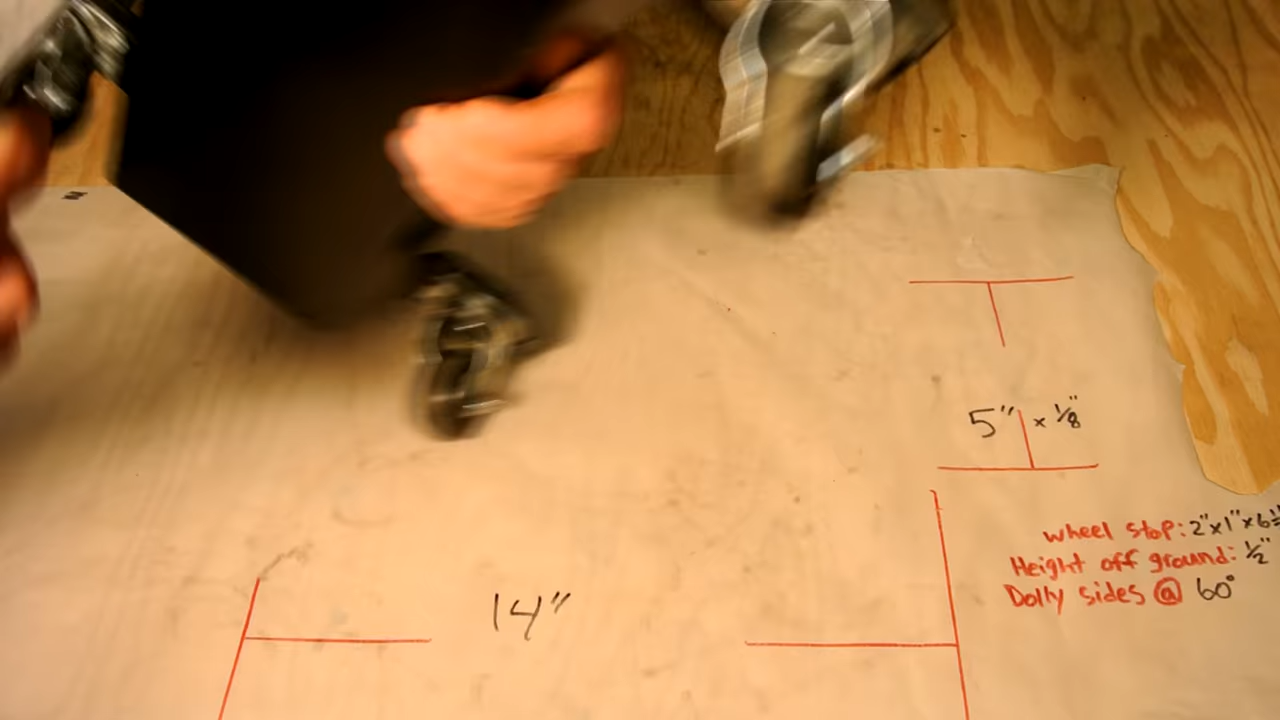 5" x 1/8"
wheel stop: 2"x1"x6
Height off ground: 1/2"
Dolly sides @ 60°
14"